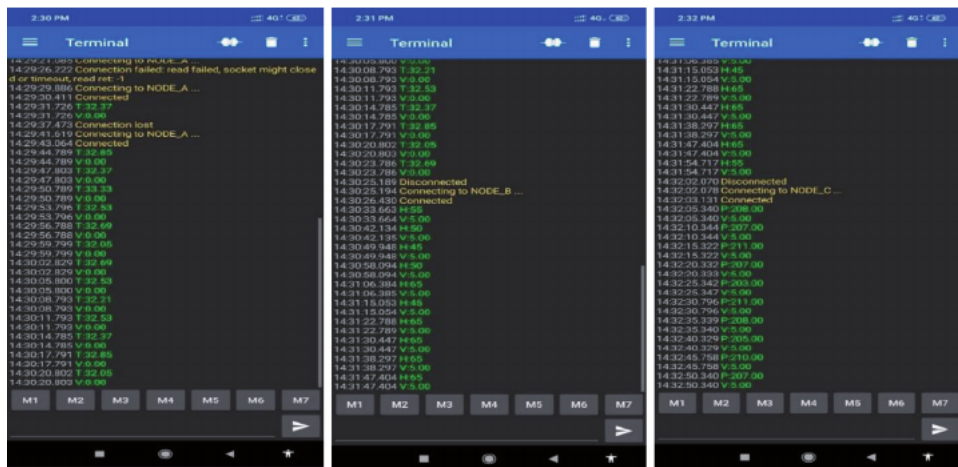 2:30 PM
4G+
Terminal
14:29:21.085 Connecting to NODE_A ...
14:29:26.222 Connection failed: read failed, socket might close
d or timeout, read ret: -1
14:29:29.886 Connecting to NODE_A ...
14:29:30.411 Connected
14:29:31.726 T:32.37
14:29:31.726 V:0.00
14:29:37.473 Connection lost
14:29:41.619 Connecting to NODE_A ...
14:29:43.064 Connected
14:29:44.789 T:32.85
14:29:44.789 V:0.00
14:29:47.803 T:32.37
14:29:47.803 V:0.00
14:29:50.789 T:33.33
14:29:50.789 V:0.00
14:29:53.796 T:32.53
14:29:53.796 V:0.00
14:29:56.788 T:32.69
14:29:56.788 V:0.00
14:29:59.799 T:32.05
14:29:59.799 V:0.00
14:30:02.829 T:32.69
14:30:02.829 V:0.00
14:30:05.800 T:32.53
14:30:05.800 V:0.00
14:30:08.793 T:32.21
14:30:08.793 V:0.00
14:30:11.793 T:32.53
14:30:11.793 V:0.00
14:30:14.785 T:32.37
14:30:14.785 V:0.00
14:30:17.791 T:32.85
14:30:17.791 V:0.00
14:30:20.802 T:32.05
14:30:20.803 V:0.00
M1 M2 M3 M4 M5 M6 M7
2:31 PM
Terminal
14:30:05.800 V:0.00
14:30:08.793 T:32.21
14:30:08.793 V:0.00
14:30:11.793 T:32.53
14:30:11.793 V:0.00
14:30:14.785 T:32.37
14:30:14.785 V:0.00
14:30:17.791 T:32.85
14:30:17.791 V:0.00
14:30:20.802 T:32.05
14:30:20.803 V:0.00
14:30:23.786 T:32.69
14:30:23.786 V:0.00
14:30:25.189 Disconnected
14:30:25.194 Connecting to NODE_B ...
14:30:26.430 Connected
14:30:33.663 H:55
14:30:33.664 V:5.00
14:30:42.134 H:50
14:30:42.135 V:5.00
14:30:49.948 H:45
14:30:49.948 V:5.00
14:30:58.094 H:50
14:30:58.094 V:5.00
14:31:06.384 H:65
14:31:06.385 V:5.00
14:31:15.053 H:45
14:31:15.054 V:5.00
14:31:22.788 H:65
14:31:22.789 V:5.00
14:31:30.447 H:65
14:31:30.447 V:5.00
14:31:38.297 H:65
14:31:38.297 V:5.00
14:31:47.404 H:65
14:31:47.404 V:5.00
M1 M2 M3 M4 M5 M6 M7
2:32 PM
Terminal
14:31:06.385 V:5.00
14:31:15.053 H:45
14:31:15.054 V:5.00
14:31:22.788 H:65
14:31:22.789 V:5.00
14:31:30.447 H:65
14:31:30.447 V:5.00
14:31:38.297 H:65
14:31:38.297 V:5.00
14:31:47.404 H:65
14:31:47.404 V:5.00
14:31:54.717 H:55
14:31:54.717 V:5.00
14:32:02.070 Disconnected
14:32:02.078 Connecting to NODE_C ...
14:32:03.131 Connected
14:32:05.340 P:208.00
14:32:05.340 V:5.00
14:32:10.344 P:207.00
14:32:10.344 V:5.00
14:32:15.322 P:211.00
14:32:15.322 V:5.00
14:32:20.332 P:207.00
14:32:20.333 V:5.00
14:32:25.342 P:203.00
14:32:25.347 V:5.00
14:32:30.796 P:211.00
14:32:30.796 V:5.00
14:32:35.339 P:208.00
14:32:35.340 V:5.00
14:32:40.329 P:205.00
14:32:40.329 V:5.00
14:32:45.758 P:210.00
14:32:45.758 V:5.00
14:32:50.340 P:207.00
14:32:50.340 V:5.00
M1 M2 M3 M4 M5 M6 M7